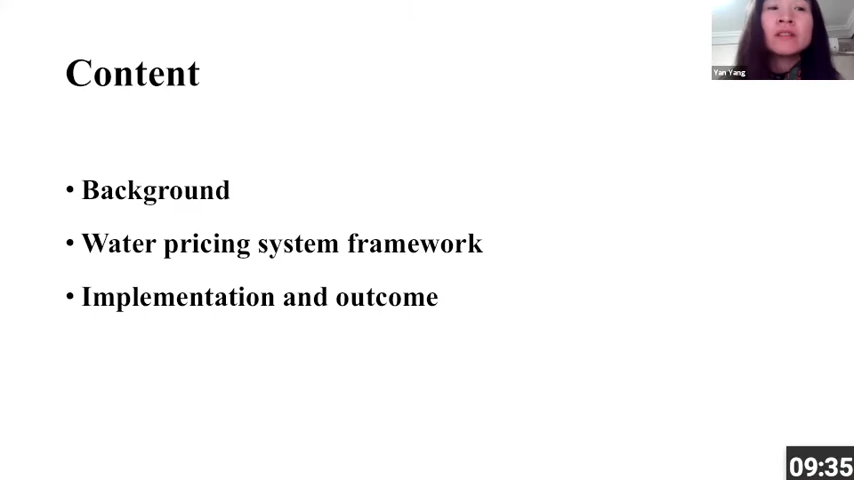 Content
Yan Yang
• Background
• Water pricing system framework
• Implementation and outcome
09:35